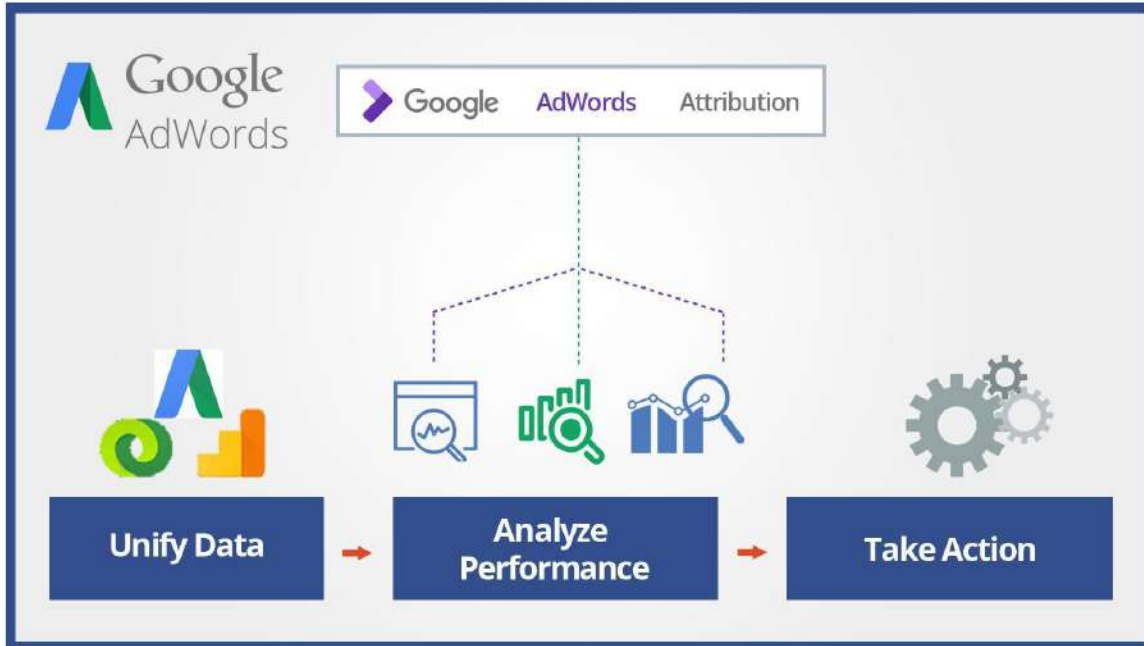 Google
AdWords
Google AdWords Attribution
Unify Data
Analyze
Performance
Take Action